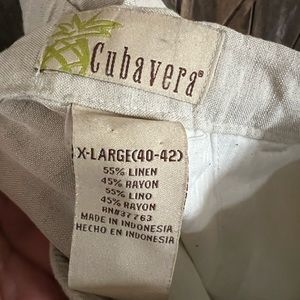 Cubavera®
X-LARGE(40-42)
55% LINEN
45% RAYON
55% LINO
45% RAYON
RN#37763
MADE IN INDONESIA
HECHO EN INDONESIA